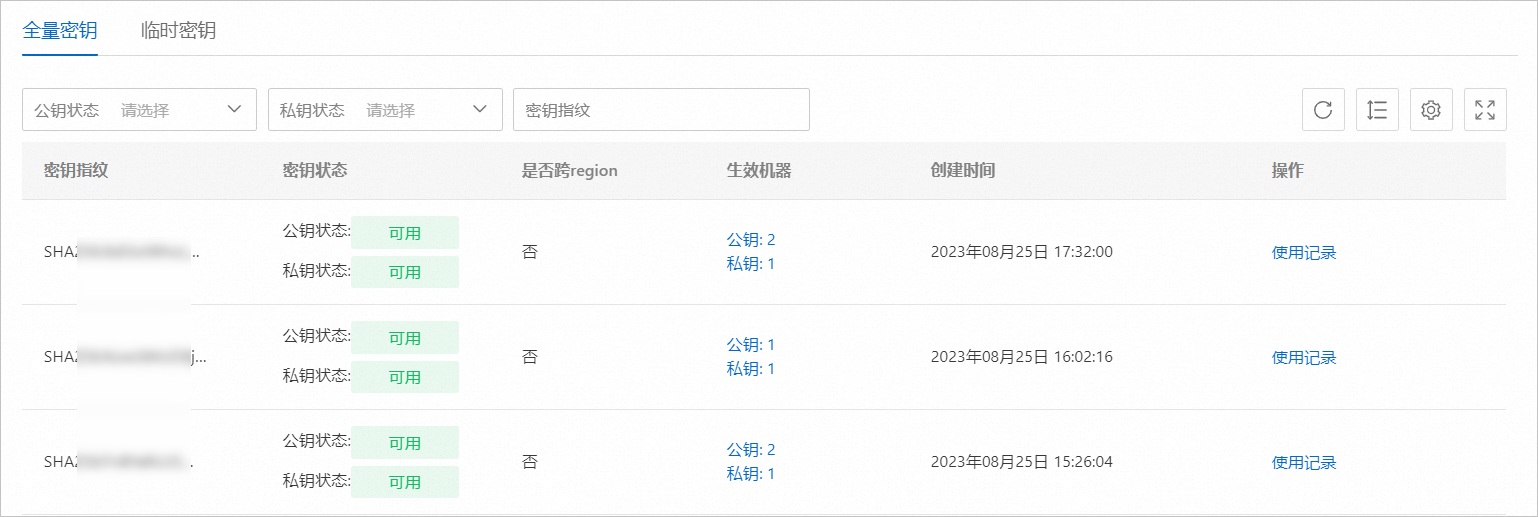 全量密钥 临时密钥
公钥状态 请选择 私钥状态 请选择 密钥指纹
密钥指纹 密钥状态 是否跨region 生效机器 创建时间 操作
公钥状态: 可用 公钥: 2
SHA2 .. 否 2023年08月25日 17:32:00 使用记录
私钥状态: 可用 私钥: 1
公钥状态: 可用 公钥: 1
SHA2 j... 否 2023年08月25日 16:02:16 使用记录
私钥状态: 可用 私钥: 1
公钥状态: 可用 公钥: 2
SHA2 . 否 2023年08月25日 15:26:04 使用记录
私钥状态: 可用 私钥: 1